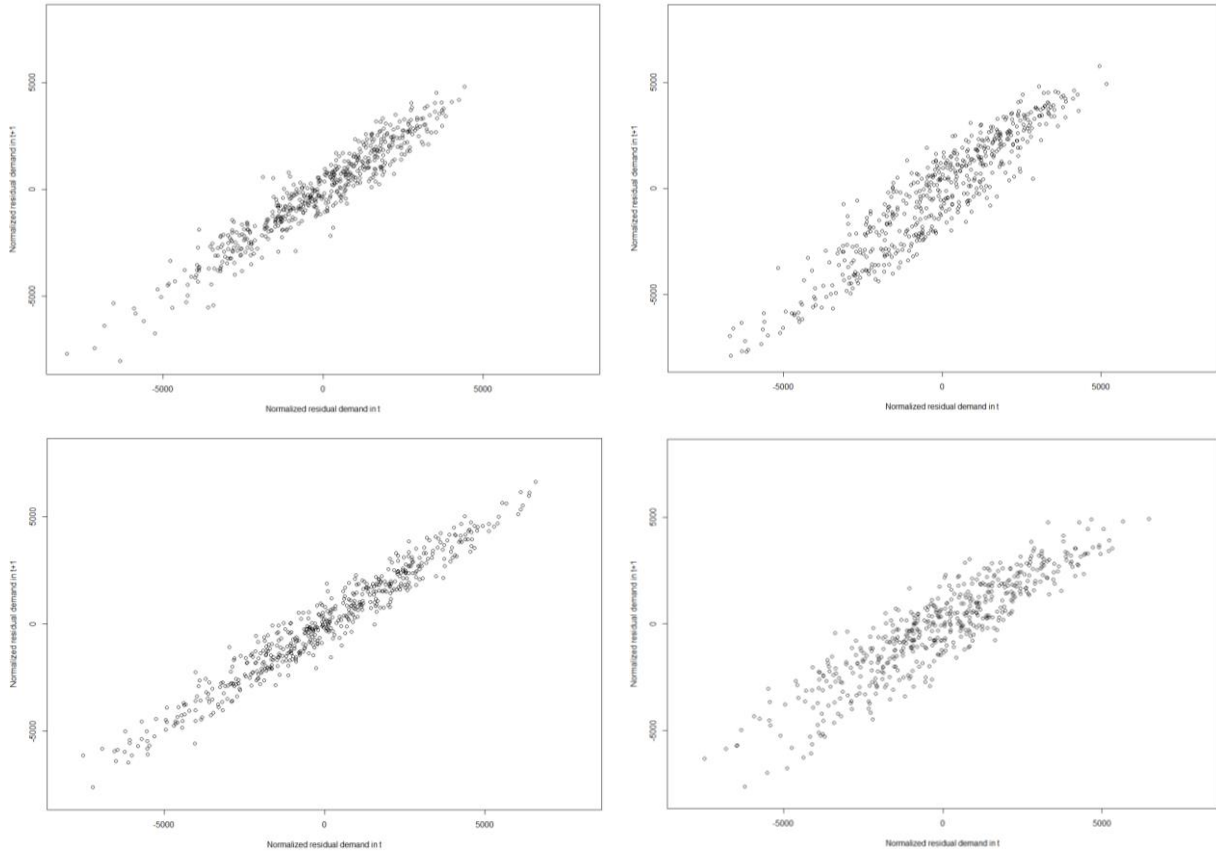 5000
0
-5000
Normalized residual demand in t+1
-5000 0 5000
Normalized residual demand in t
5000
0
-5000
Normalized residual demand in t+1
-5000 0 5000
Normalized residual demand in t
5000
0
-5000
Normalized residual demand in t+1
-5000 0 5000
Normalized residual demand in t
5000
0
-5000
Normalized residual demand in t+1
-5000 0 5000
Normalized residual demand in t